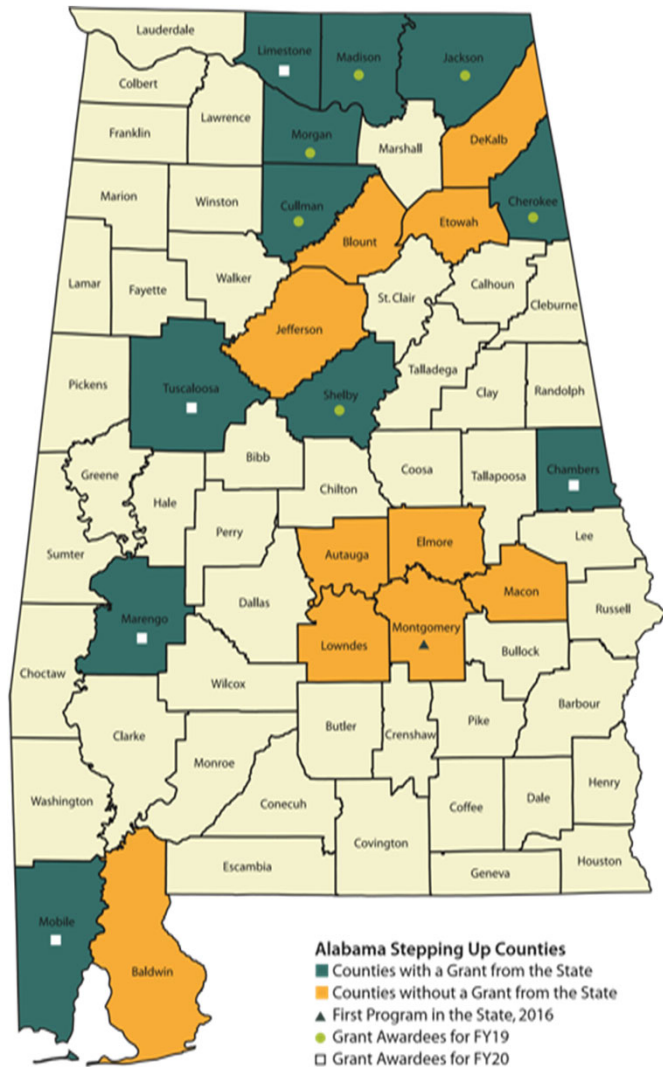 Lauderdale
Limestone
Madison
Jackson
Colbert
Lawrence
Franklin
Morgan
Marshall
DeKalb
Marion
Winston
Cullman
Cherokee
Etowah
Blount
Lamar
Fayette
Walker
St. Clair
Calhoun
Cleburne
Jefferson
Pickens
Tuscaloosa
Shelby
Talladega
Clay
Randolph
Greene
Hale
Bibb
Chilton
Coosa
Tallapoosa
Chambers
Sumter
Perry
Autauga
Elmore
Lee
Macon
Dallas
Russell
Marengo
Lowndes
Montgomery
Bullock
Choctaw
Wilcox
Barbour
Clarke
Butler
Crenshaw
Pike
Monroe
Washington
Conecuh
Coffee
Dale
Henry
Covington
Escambia
Geneva
Houston
Mobile
Baldwin
Alabama Stepping Up Counties
Counties with a Grant from the State
Counties without a Grant from the State
First Program in the State, 2016
Grant Awardees for FY19
Grant Awardees for FY20